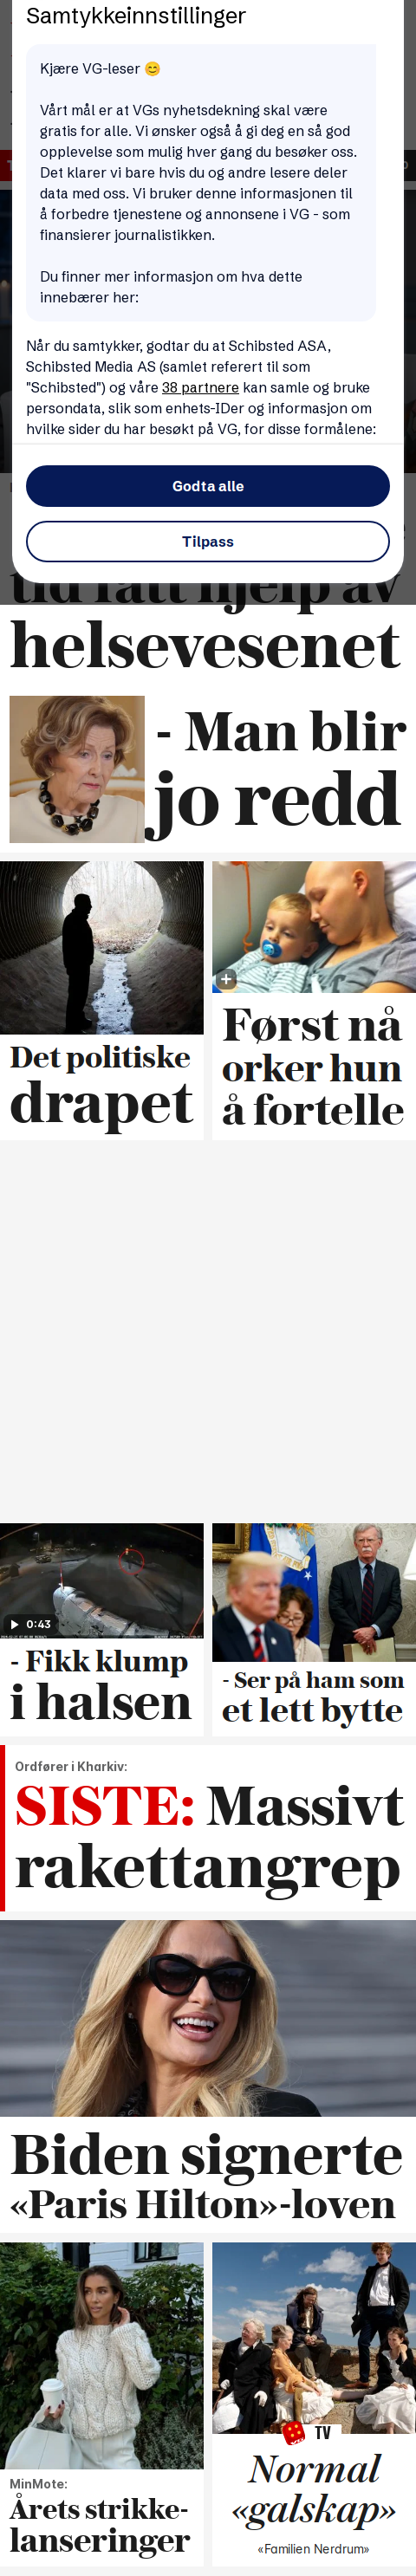 Samtykkeinnstillinger
Kjære VG-leser 😊
Vårt mål er at VGs nyhetsdekning skal være
gratis for alle. Vi ønsker også å gi deg en så god
opplevelse som mulig hver gang du besøker oss.
Det klarer vi bare hvis du og andre lesere deler
data med oss. Vi bruker denne informasjonen til
å forbedre tjenestene og annonsene i VG - som
finansierer journalistikken.
Du finner mer informasjon om hva dette
innebærer her:
Når du samtykker, godtar du at Schibsted ASA,
Schibsted Media AS (samlet referert til som
"Schibsted") og våre 38 partnere kan samle og bruke
persondata, slik som enhets-IDer og informasjon om
hvilke sider du har besøkt på VG, for disse formålene:
Godta alle
Tilpass
tid fått hjelp av
helsevesenet
- Man blir
jo redd
Det politiske
drapet
Først nå
orker hun
å fortelle
0:43
- Fikk klump
i halsen
- Ser på ham som
et lett bytte
Ordfører i Kharkiv:
SISTE: Massivt
rakettangrep
Biden signerte
«Paris Hilton»-loven
MinMote:
Årets strikke-
lanseringer
TV
Normal
«galskap»
«Familien Nerdrum»